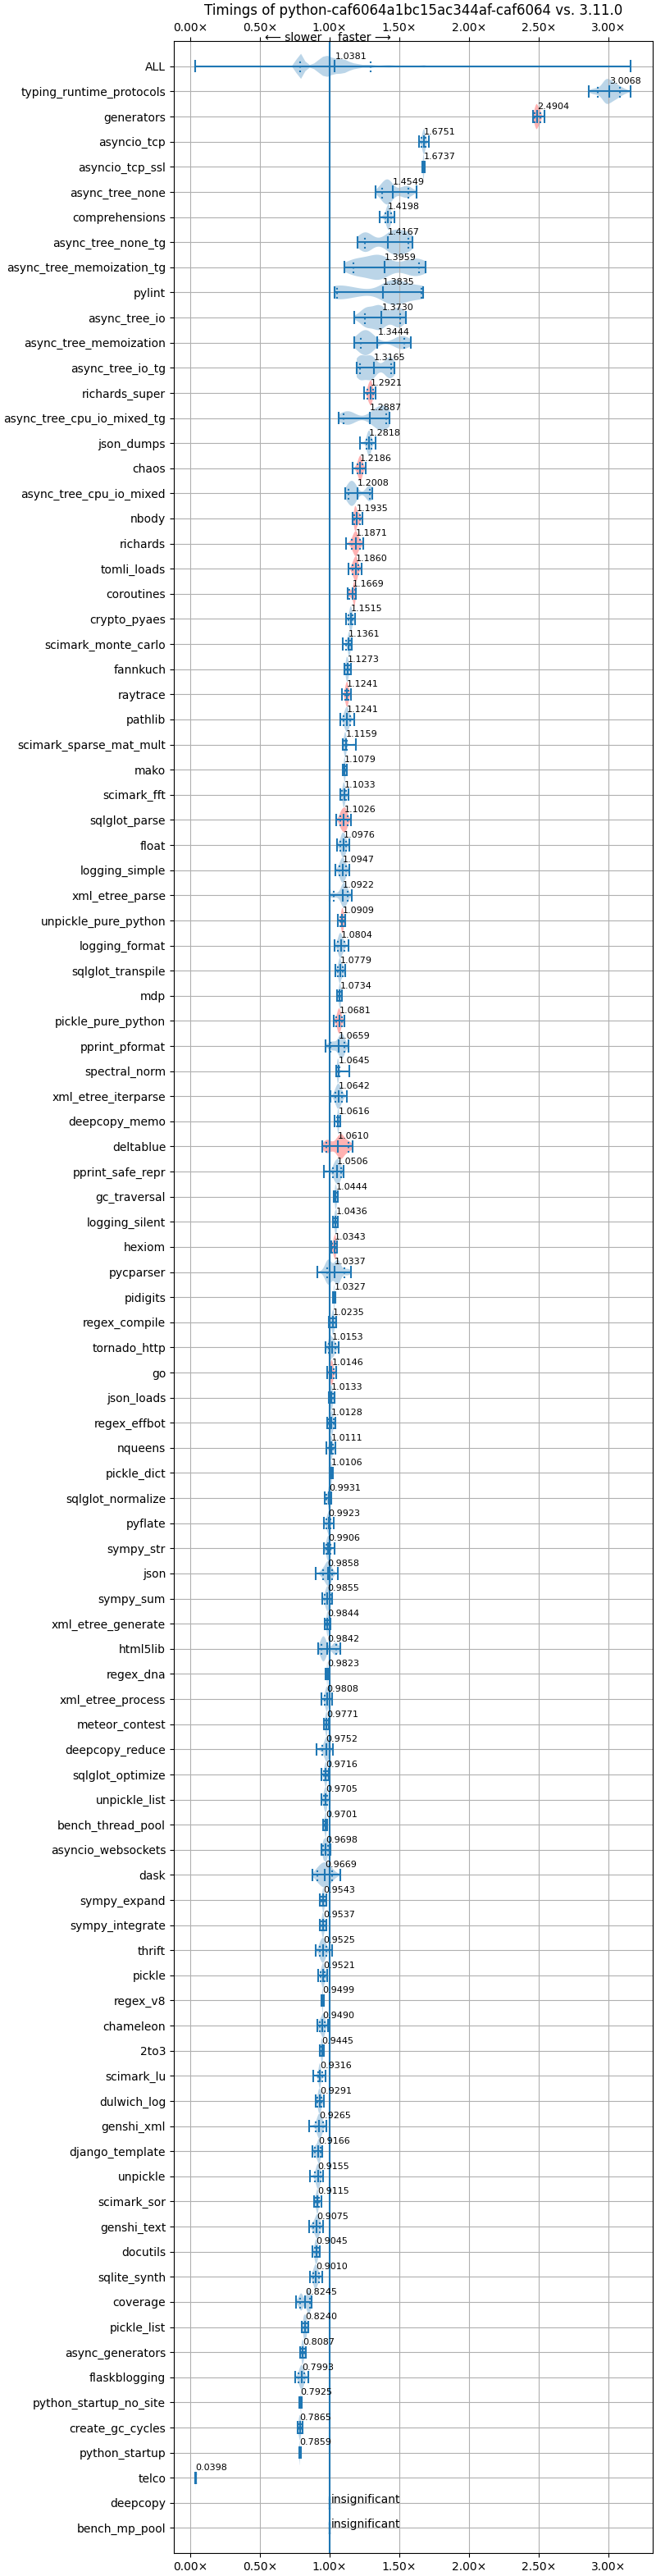 Timings of python-caf6064a1bc15ac344af-caf6064 vs. 3.11.0
0.00× 0.50× 1.00× 1.50× 2.00× 2.50× 3.00×
⟵ slower faster ⟶
ALL 1.0381
typing_runtime_protocols 3.0068
generators 2.4904
asyncio_tcp 1.6751
asyncio_tcp_ssl 1.6737
async_tree_none 1.4549
comprehensions 1.4198
async_tree_none_tg 1.4167
async_tree_memoization_tg 1.3959
pylint 1.3835
async_tree_io 1.3730
async_tree_memoization 1.3444
async_tree_io_tg 1.3165
richards_super 1.2921
async_tree_cpu_io_mixed_tg 1.2887
json_dumps 1.2818
chaos 1.2186
async_tree_cpu_io_mixed 1.2008
nbody 1.1935
richards 1.1871
tomli_loads 1.1860
coroutines 1.1669
crypto_pyaes 1.1515
scimark_monte_carlo 1.1361
fannkuch 1.1273
raytrace 1.1241
pathlib 1.1241
scimark_sparse_mat_mult 1.1159
mako 1.1079
scimark_fft 1.1033
sqlglot_parse 1.1026
float 1.0976
logging_simple 1.0947
xml_etree_parse 1.0922
unpickle_pure_python 1.0909
logging_format 1.0804
sqlglot_transpile 1.0779
mdp 1.0734
pickle_pure_python 1.0681
pprint_pformat 1.0659
spectral_norm 1.0645
xml_etree_iterparse 1.0642
deepcopy_memo 1.0616
deltablue 1.0610
pprint_safe_repr 1.0506
gc_traversal 1.0444
logging_silent 1.0436
hexiom 1.0343
pycparser 1.0337
pidigits 1.0327
regex_compile 1.0235
tornado_http 1.0153
go 1.0146
json_loads 1.0133
regex_effbot 1.0128
nqueens 1.0111
pickle_dict 1.0106
sqlglot_normalize 0.9931
pyflate 0.9923
sympy_str 0.9906
json 0.9858
sympy_sum 0.9855
xml_etree_generate 0.9844
html5lib 0.9842
regex_dna 0.9823
xml_etree_process 0.9808
meteor_contest 0.9771
deepcopy_reduce 0.9752
sqlglot_optimize 0.9716
unpickle_list 0.9705
bench_thread_pool 0.9701
asyncio_websockets 0.9698
dask 0.9669
sympy_expand 0.9543
sympy_integrate 0.9537
thrift 0.9525
pickle 0.9521
regex_v8 0.9499
chameleon 0.9490
2to3 0.9445
scimark_lu 0.9316
dulwich_log 0.9291
genshi_xml 0.9265
django_template 0.9166
unpickle 0.9155
scimark_sor 0.9115
genshi_text 0.9075
docutils 0.9045
sqlite_synth 0.9010
coverage 0.8245
pickle_list 0.8240
async_generators 0.8087
flaskblogging 0.7993
python_startup_no_site 0.7925
create_gc_cycles 0.7865
python_startup 0.7859
telco 0.0398
deepcopy insignificant
bench_mp_pool insignificant
0.00× 0.50× 1.00× 1.50× 2.00× 2.50× 3.00×